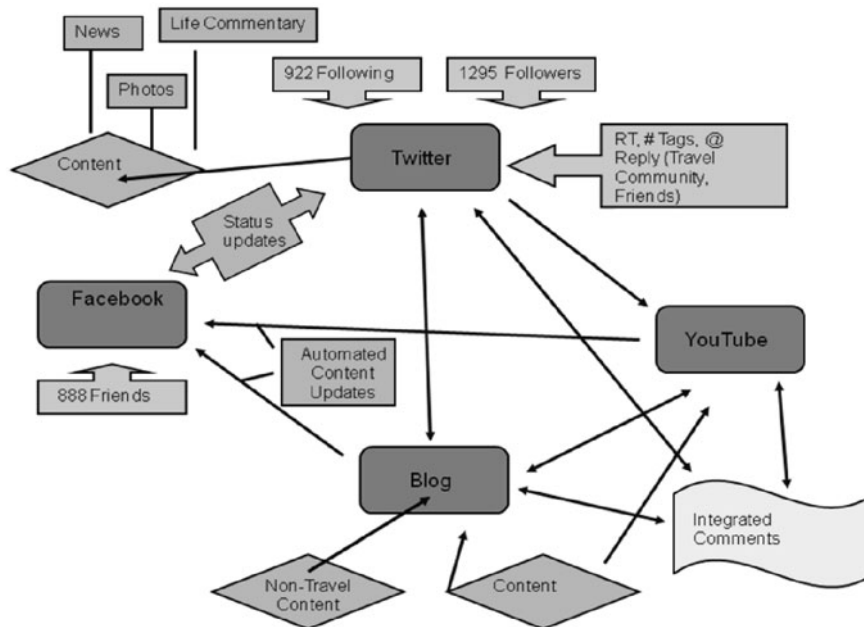 News
Life Commentary
Photos
922 Following
1295 Followers
Content
Twitter
RT, # Tags, @
Reply (Travel
Community,
Friends)
Status
updates
Facebook
YouTube
Automated
Content
Updates
888 Friends
Blog
Integrated
Comments
Non-Travel
Content
Content